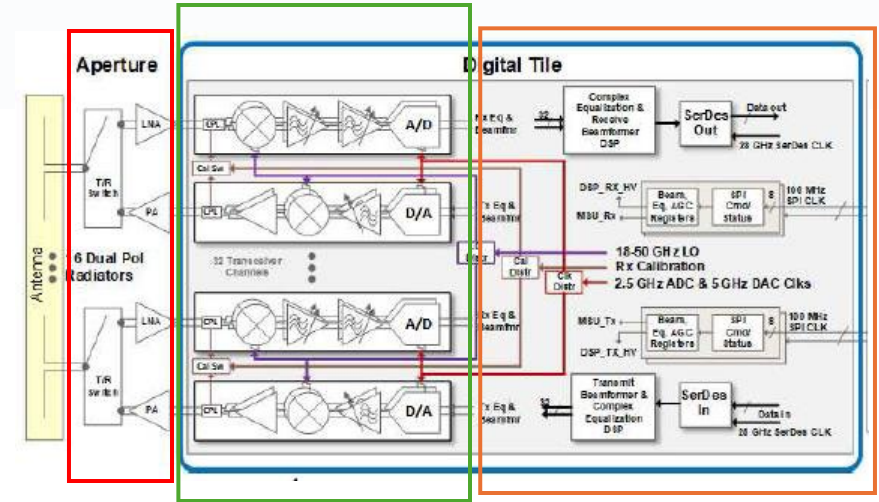 Aperture
Digital Tile
Antenna
T/R
Switch
LNA
PA
CPL
A/D
Cal Sw
CPL
D/A
Rx Eq &
Beamfmr
Tx Eq &
Beamfmr
32
Complex
Equalization &
Receive
Beamformer
DSP
SerDes
Out
Data out
28 GHz SerDes CLK
DSP_RX_HV
MSU_Rx
Beam,
Eq, AGC
Registers
SPI
Cmd/
Status
8
100 MHz
SPI CLK
16 Dual Pol
Radiators
32 Transceiver
Channels
Distr
Cal
Distr
Clk
Distr
18-50 GHz LO
Rx Calibration
2.5 GHz ADC & 5 GHz DAC Clks
T/R
Switch
LNA
PA
CPL
A/D
Cal Sw
CPL
D/A
Rx Eq &
Beamfmr
Tx Eq &
Beamfmr
MSU_Tx
DSP_TX_HV
Beam,
Eq, AGC
Registers
SPI
Cmd/
Status
8
100 MHz
SPI CLK
32
Transmit
Beamformer &
Complex
Equalization
DSP
SerDes
In
Data In
28 GHz SerDes CLK